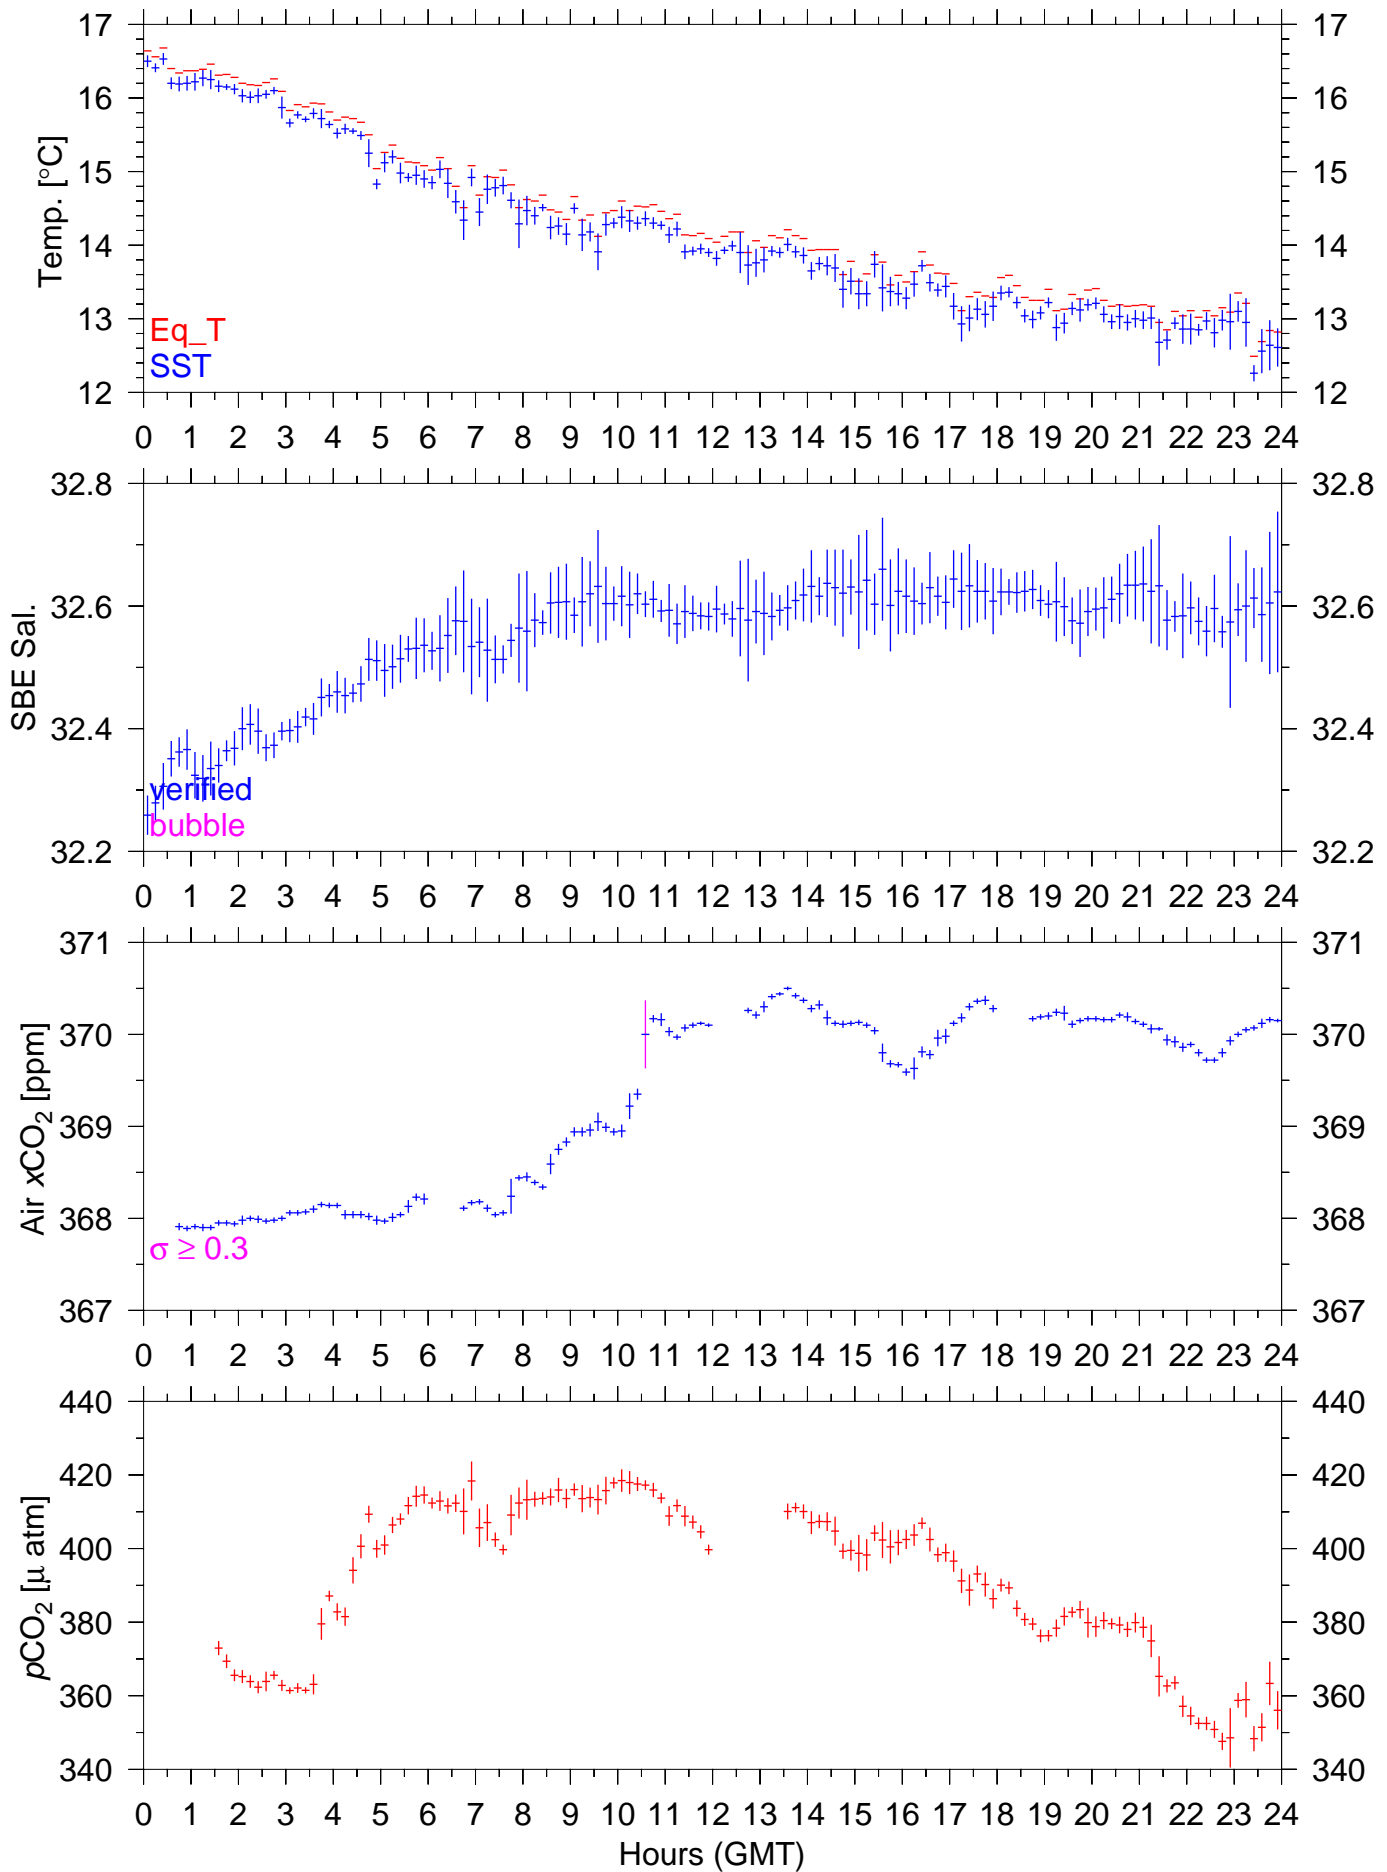 17 17
16 16
15 15
14 14
13 13
12 12
Temp. [°C]
Eq_T
SST
0 1 2 3 4 5 6 7 8 9 10 11 12 13 14 15 16 17 18 19 20 21 22 23 24
32.8 32.8
32.6 32.6
32.4 32.4
32.2 32.2
SBE Sal.
verified
bubble
0 1 2 3 4 5 6 7 8 9 10 11 12 13 14 15 16 17 18 19 20 21 22 23 24
371 371
370 370
369 369
368 368
367 367
Air xCO₂ [ppm]
σ ≥ 0.3
0 1 2 3 4 5 6 7 8 9 10 11 12 13 14 15 16 17 18 19 20 21 22 23 24
440 440
420 420
400 400
380 380
360 360
340 340
pCO₂ [μ atm]
0 1 2 3 4 5 6 7 8 9 10 11 12 13 14 15 16 17 18 19 20 21 22 23 24
Hours (GMT)